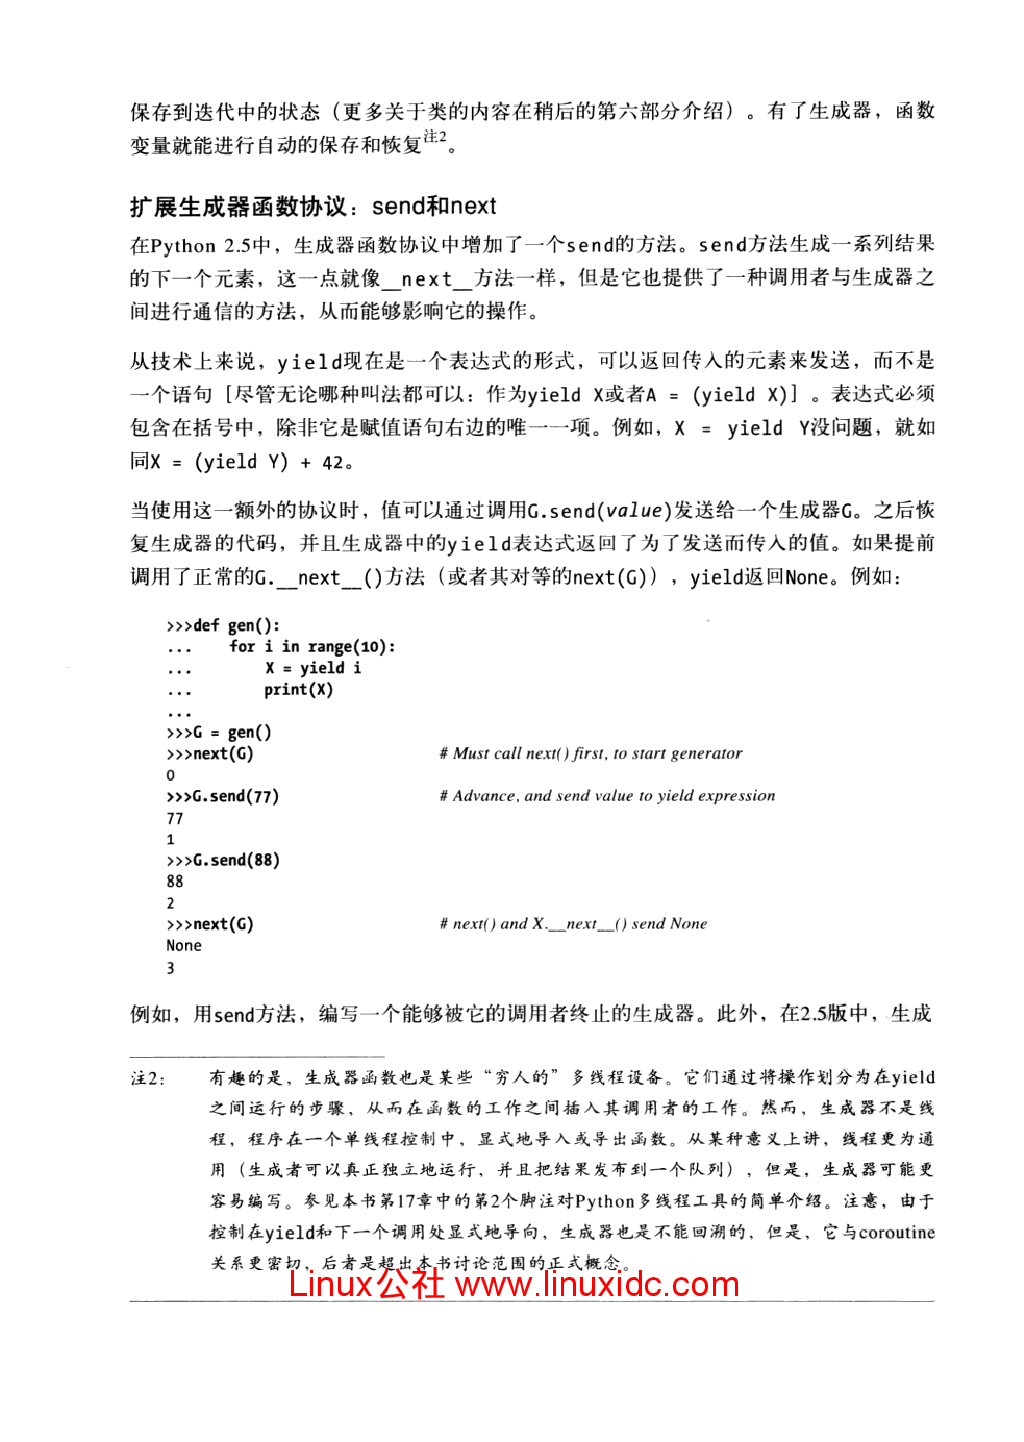 保存到迭代中的状态（更多关于类的内容在稍后的第六部分介绍）。有了生成器，函数
变量就能进行自动的保存和恢复注2。
扩展生成器函数协议：send和next
在Python 2.5中，生成器函数协议中增加了一个send的方法。send方法生成一系列结果
的下一个元素，这一点就像__next__方法一样，但是它也提供了一种调用者与生成器之
间进行通信的方法，从而能够影响它的操作。
从技术上来说，yield现在是一个表达式的形式，可以返回传入的元素来发送，而不是
一个语句［尽管无论哪种叫法都可以：作为yield X或者A = (yield X)］。表达式必须
包含在括号中，除非它是赋值语句右边的唯一一项。例如，X = yield Y没问题，就如
同X = (yield Y) + 42。
当使用这一额外的协议时，值可以通过调用G.send(value)发送给一个生成器G。之后恢
复生成器的代码，并且生成器中的yield表达式返回了为了发送而传入的值。如果提前
调用了正常的G.__next__()方法（或者其对等的next(G)），yield返回None。例如：
>>>def gen():
...     for i in range(10):
...         X = yield i
...         print(X)
...
>>>G = gen()
>>>next(G) # Must call next() first, to start generator
0
>>>G.send(77) # Advance, and send value to yield expression
77
1
>>>G.send(88)
88
2
>>>next(G) # next() and X.__next__() send None
None
3
例如，用send方法，编写一个能够被它的调用者终止的生成器。此外，在2.5版中，生成
注2： 有趣的是，生成器函数也是某些“穷人的”多线程设备。它们通过将操作划分为在yield
之间运行的步骤，从而在函数的工作之间插入其调用者的工作。然而，生成器不是线
程，程序在一个单线程控制中，显式地导入或导出函数。从某种意义上讲，线程更为通
用（生成者可以真正独立地运行，并且把结果发布到一个队列），但是，生成器可能更
容易编写。参见本书第17章中的第2个脚注对Python多线程工具的简单介绍。注意，由于
控制在yield和下一个调用处显式地导向，生成器也是不能回溯的，但是，它与coroutine
关系更密切，后者是超出本书讨论范围的正式概念。
Linux公社 www.linuxidc.com